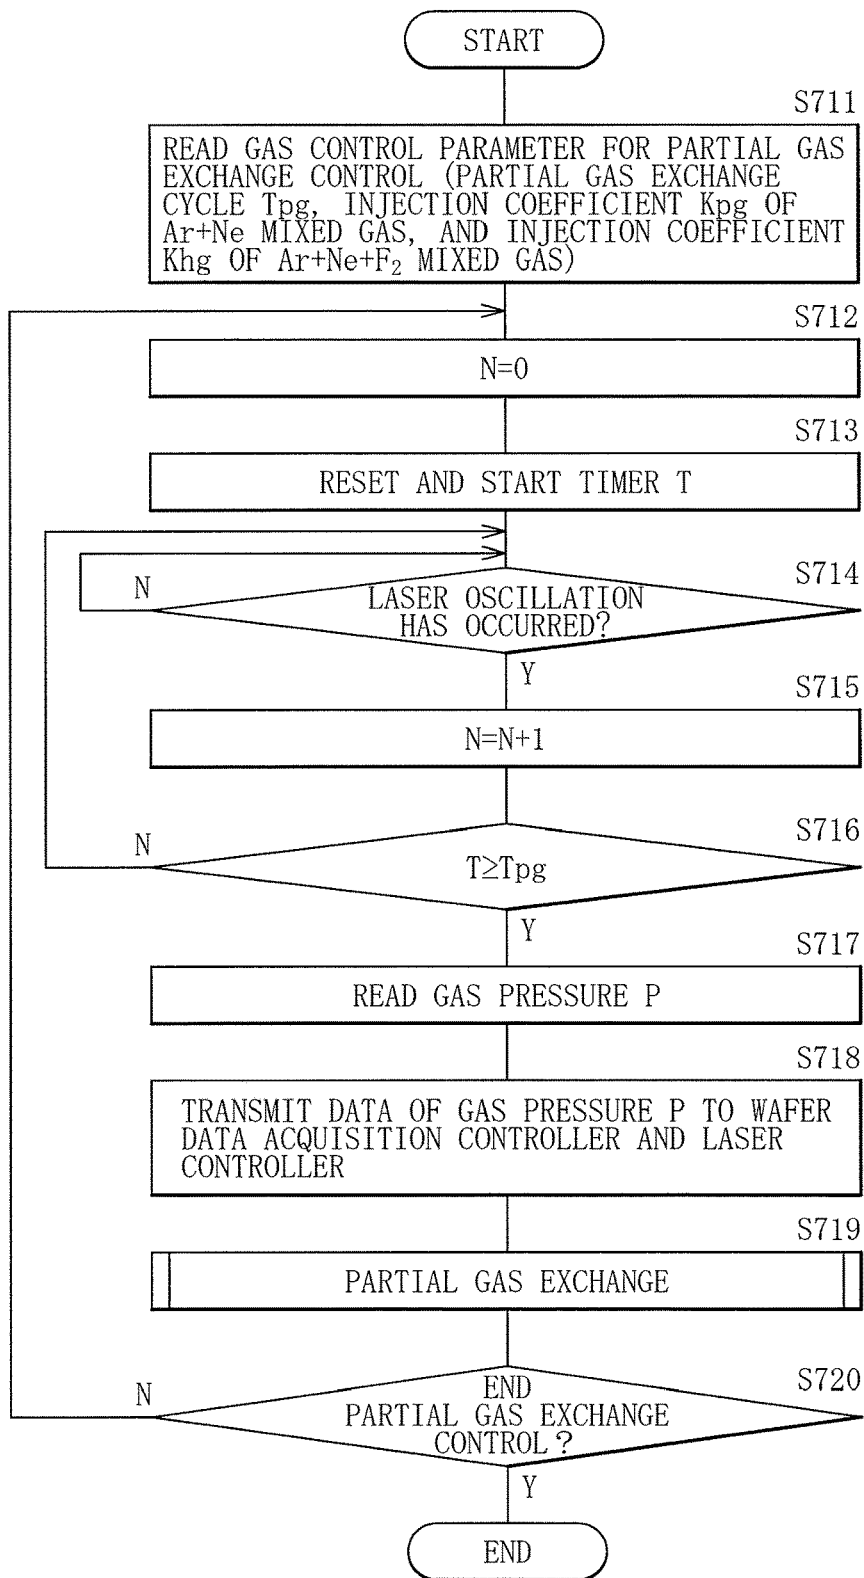 START
S711
READ GAS CONTROL PARAMETER FOR PARTIAL GAS
EXCHANGE CONTROL (PARTIAL GAS EXCHANGE
CYCLE Tpg, INJECTION COEFFICIENT Kpg OF
Ar+Ne MIXED GAS, AND INJECTION COEFFICIENT
Khg OF Ar+Ne+F₂ MIXED GAS)
S712
N=0
S713
RESET AND START TIMER T
S714
N
LASER OSCILLATION
HAS OCCURRED?
Y
S715
N=N+1
S716
N
T≥Tpg
Y
S717
READ GAS PRESSURE P
S718
TRANSMIT DATA OF GAS PRESSURE P TO WAFER
DATA ACQUISITION CONTROLLER AND LASER
CONTROLLER
S719
PARTIAL GAS EXCHANGE
S720
N
END
PARTIAL GAS EXCHANGE
CONTROL?
Y
END